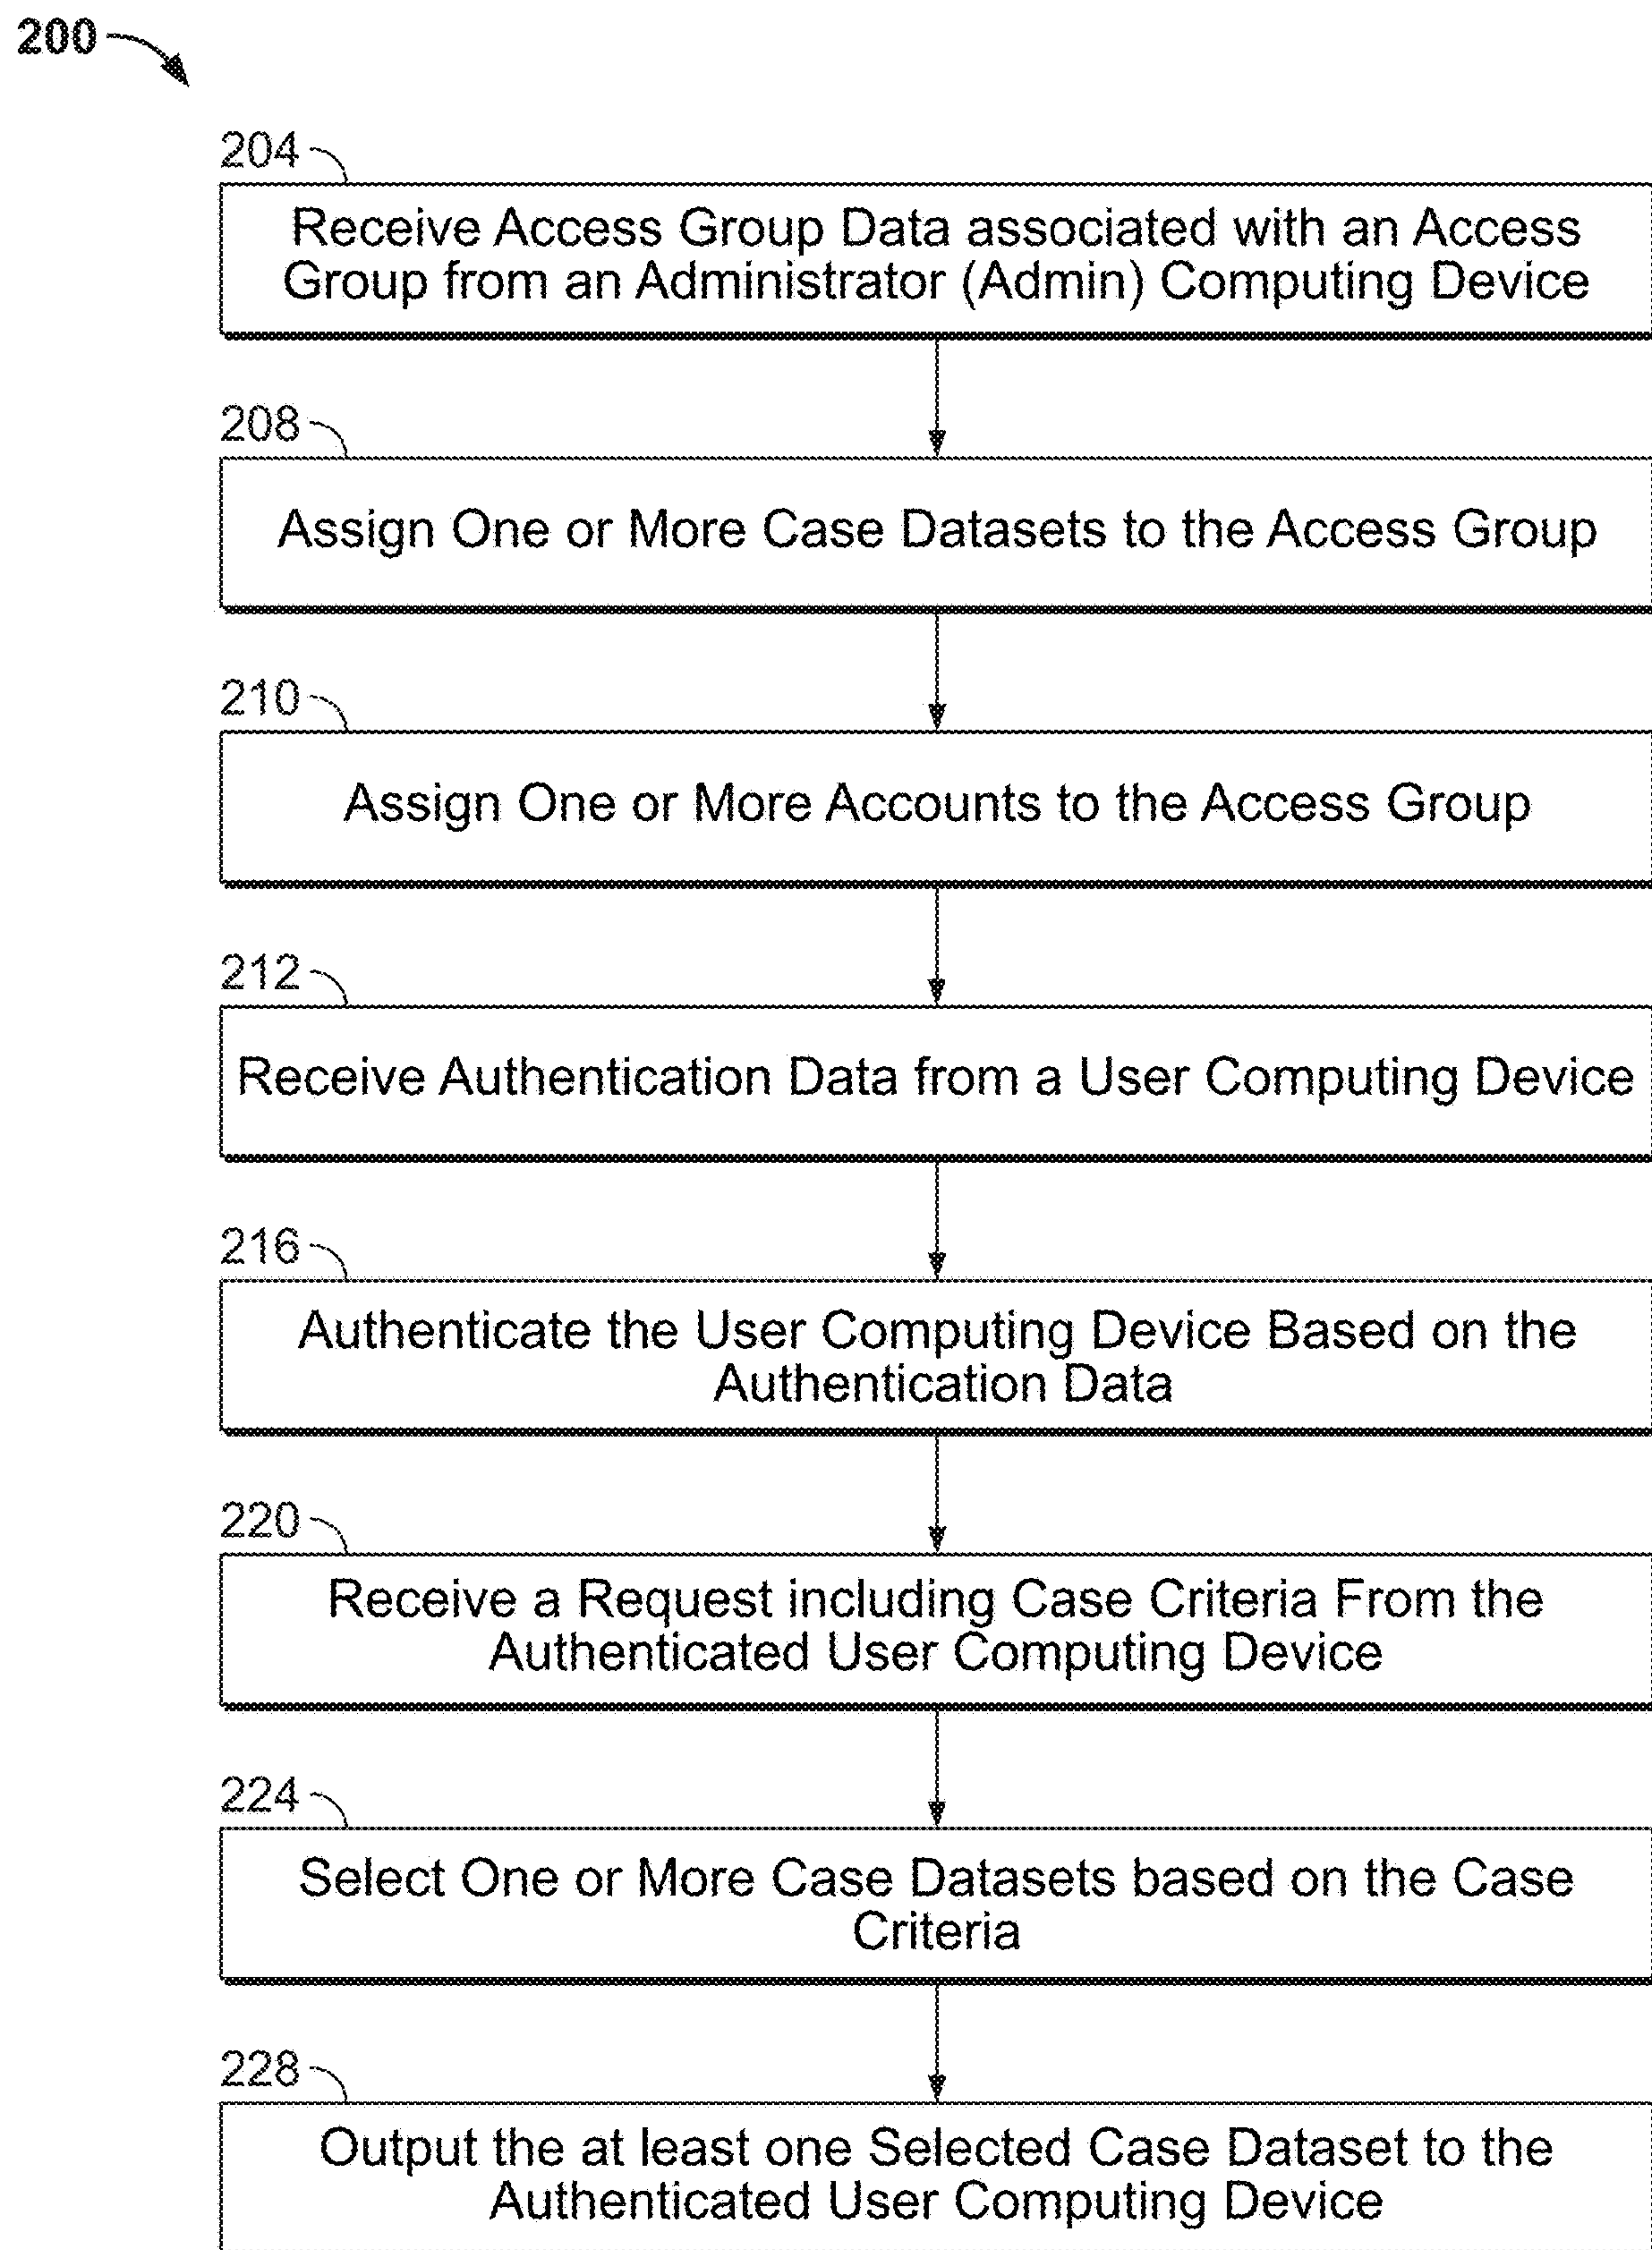 200
204
Receive Access Group Data associated with an Access
Group from an Administrator (Admin) Computing Device
208
Assign One or More Case Datasets to the Access Group
210
Assign One or More Accounts to the Access Group
212
Receive Authentication Data from a User Computing Device
216
Authenticate the User Computing Device Based on the
Authentication Data
220
Receive a Request including Case Criteria From the
Authenticated User Computing Device
224
Select One or More Case Datasets based on the Case
Criteria
228
Output the at least one Selected Case Dataset to the
Authenticated User Computing Device